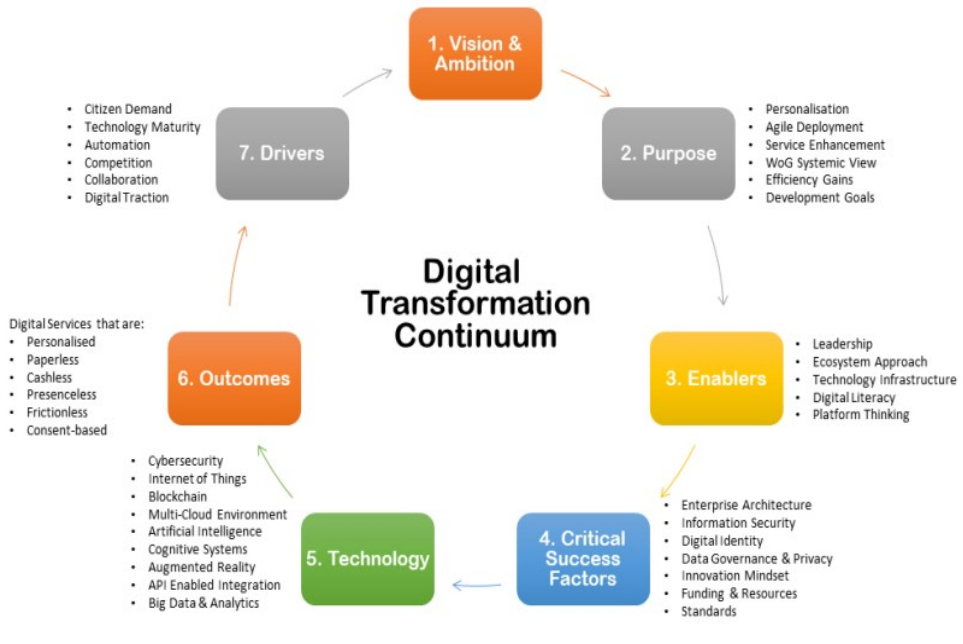 1. Vision &
Ambition
2. Purpose
• Personalisation
• Agile Deployment
• Service Enhancement
• WoG Systemic View
• Efficiency Gains
• Development Goals
3. Enablers
• Leadership
• Ecosystem Approach
• Technology Infrastructure
• Digital Literacy
• Platform Thinking
4. Critical
Success
Factors
• Enterprise Architecture
• Information Security
• Digital Identity
• Data Governance & Privacy
• Innovation Mindset
• Funding & Resources
• Standards
5. Technology
• Cybersecurity
• Internet of Things
• Blockchain
• Multi-Cloud Environment
• Artificial Intelligence
• Cognitive Systems
• Augmented Reality
• API Enabled Integration
• Big Data & Analytics
6. Outcomes
Digital Services that are:
• Personalised
• Paperless
• Cashless
• Presenceless
• Frictionless
• Consent-based
7. Drivers
• Citizen Demand
• Technology Maturity
• Automation
• Competition
• Collaboration
• Digital Traction
Digital
Transformation
Continuum